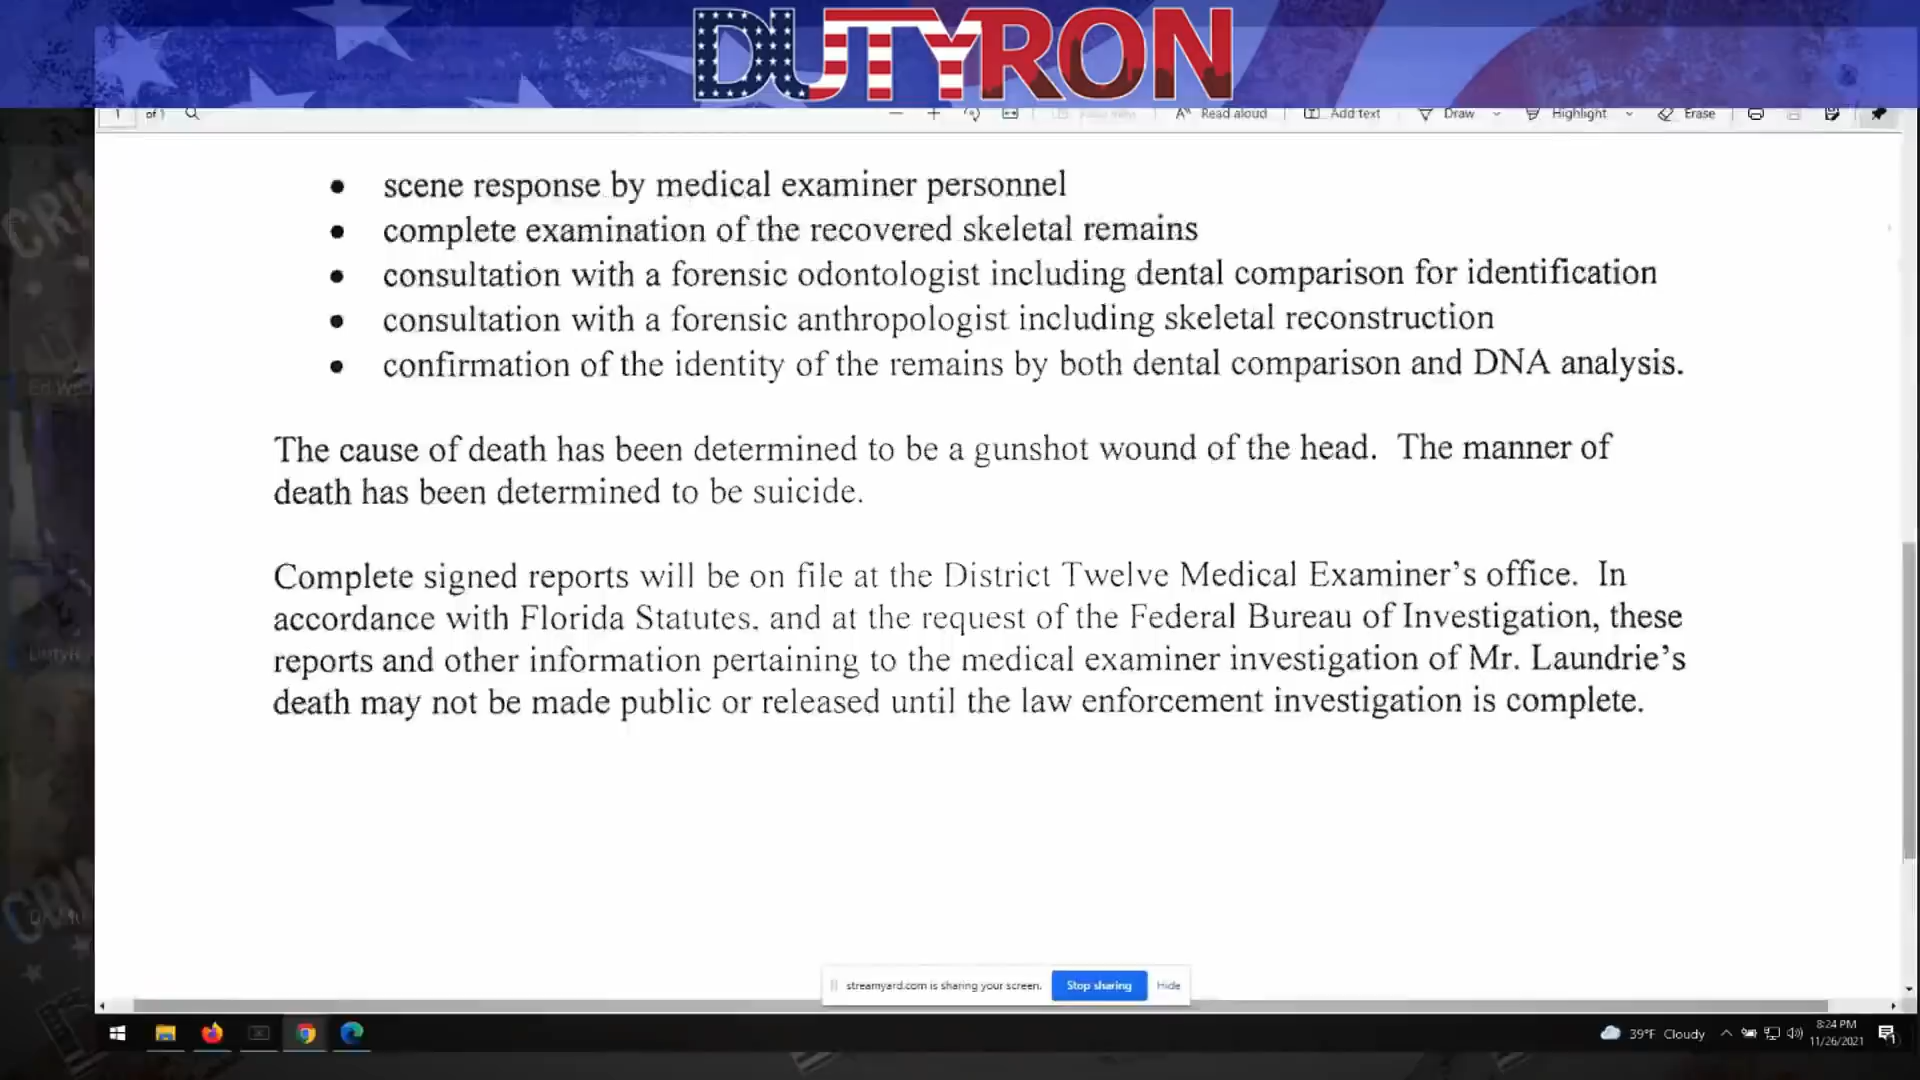 DUTYRON
1 of 1
Read aloud
Add text
Draw
Highlight
Erase
• scene response by medical examiner personnel
• complete examination of the recovered skeletal remains
• consultation with a forensic odontologist including dental comparison for identification
• consultation with a forensic anthropologist including skeletal reconstruction
• confirmation of the identity of the remains by both dental comparison and DNA analysis.
The cause of death has been determined to be a gunshot wound of the head. The manner of
death has been determined to be suicide.
Complete signed reports will be on file at the District Twelve Medical Examiner's office. In
accordance with Florida Statutes, and at the request of the Federal Bureau of Investigation, these
reports and other information pertaining to the medical examiner investigation of Mr. Laundrie's
death may not be made public or released until the law enforcement investigation is complete.
streamyard.com is sharing your screen.
Stop sharing
Hide
39°F Cloudy
8:24 PM
11/26/2021